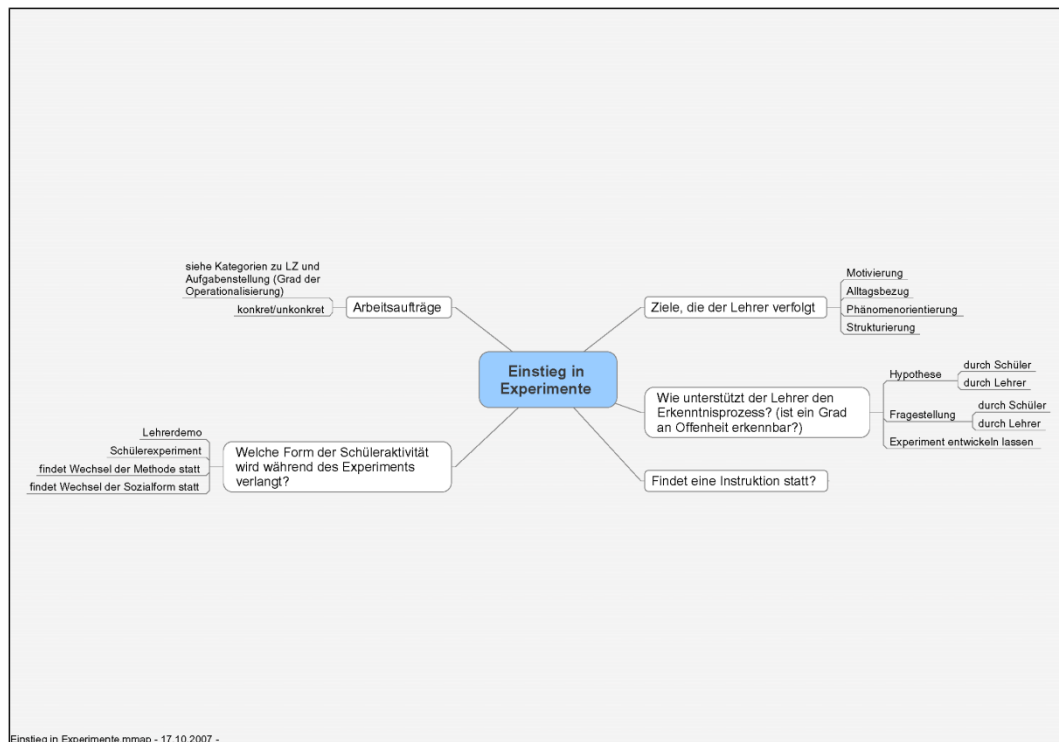 Einstieg in
Experimente
Ziele, die der Lehrer verfolgt
Motivierung
Alltagsbezug
Phänomenorientierung
Strukturierung
Wie unterstützt der Lehrer den
Erkenntnisprozess? (ist ein Grad
an Offenheit erkennbar?)
Hypothese
durch Schüler
durch Lehrer
Fragestellung
durch Schüler
durch Lehrer
Experiment entwickeln lassen
Findet eine Instruktion statt?
Welche Form der Schüleraktivität
wird während des Experiments
verlangt?
Lehrerdemo
Schülerexperiment
findet Wechsel der Methode statt
findet Wechsel der Sozialform statt
Arbeitsaufträge
siehe Kategorien zu LZ und
Aufgabenstellung (Grad der
Operationalisierung)
konkret/unkonkret
Einstieg in Experimente.mmap - 17.10.2007 -